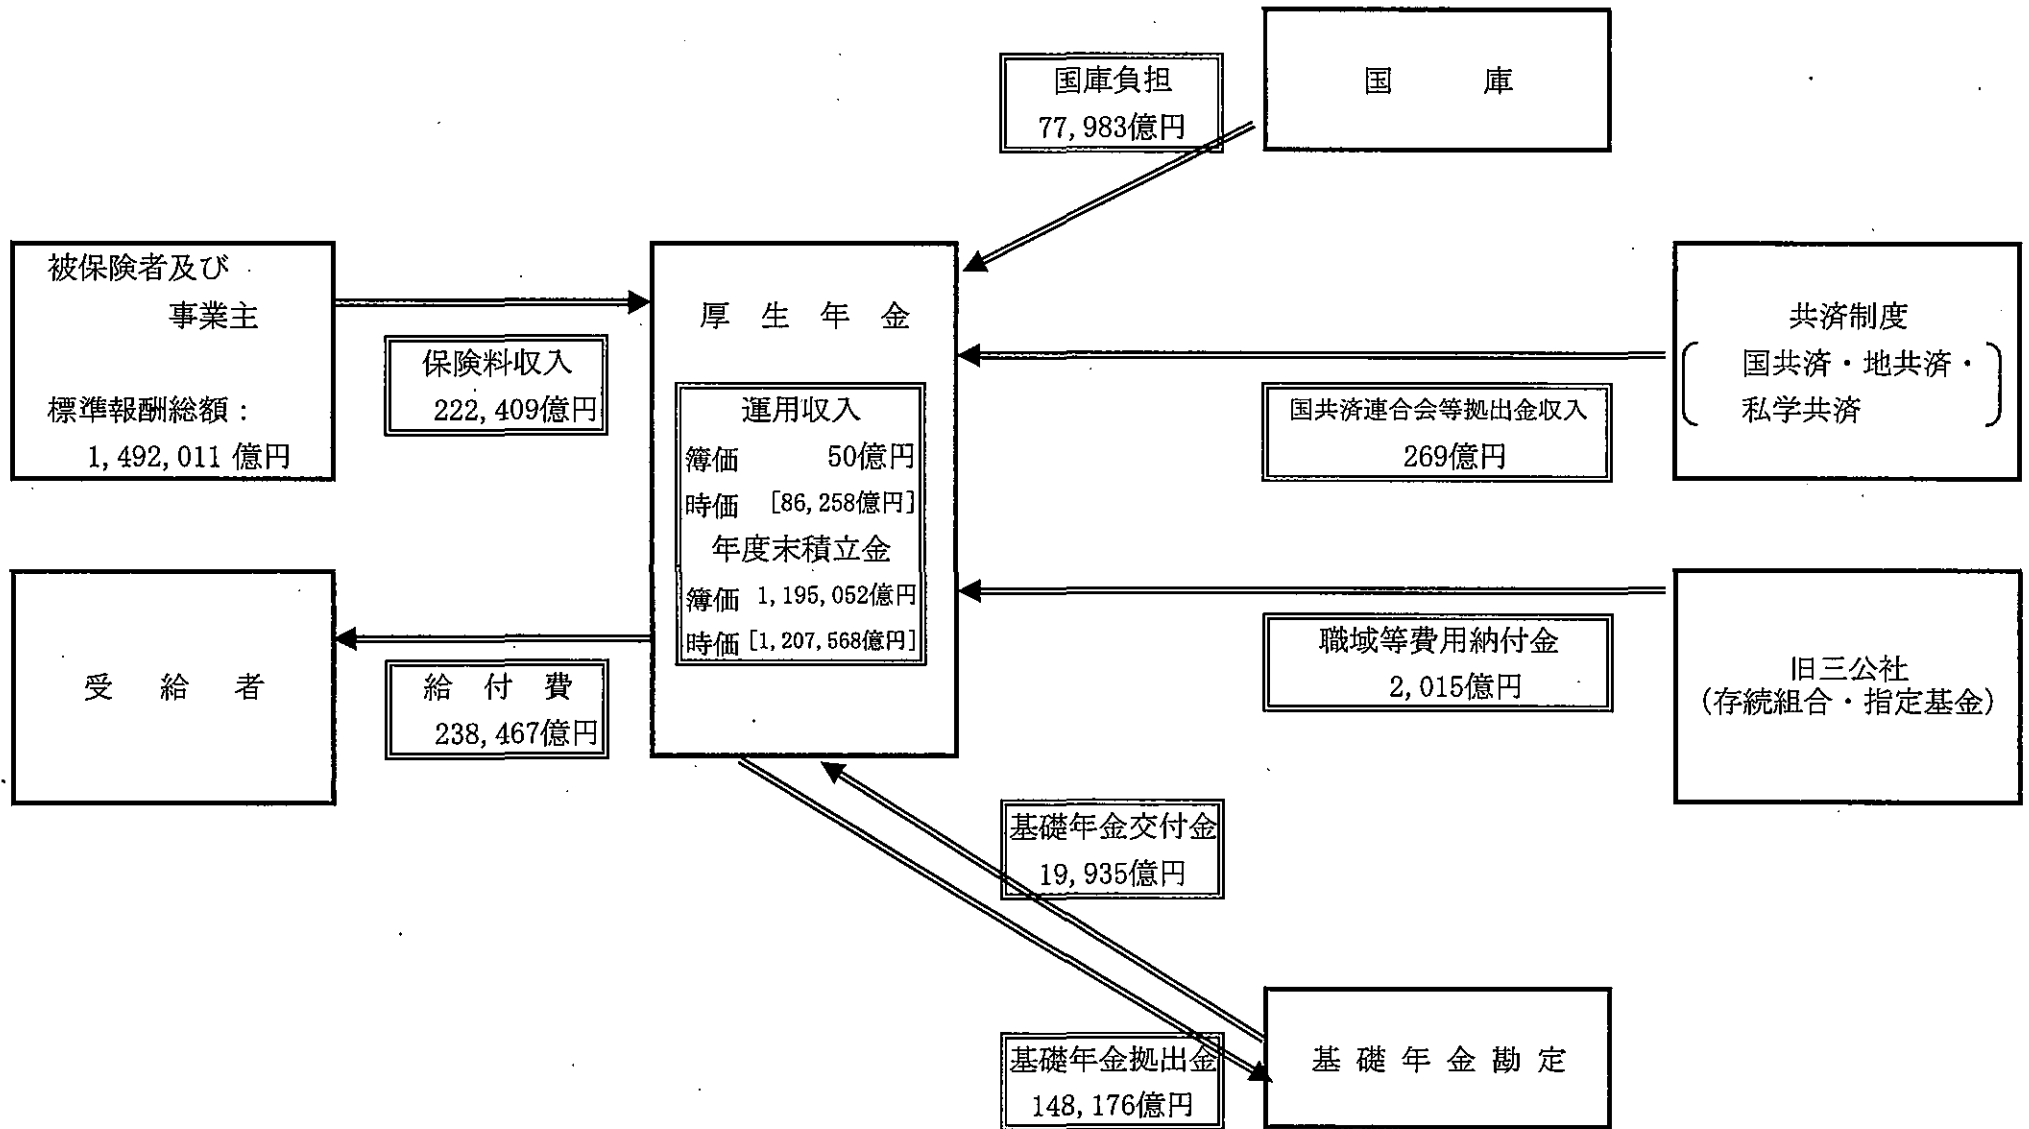 国庫負担
77,983億円
国　　　庫
被保険者及び
事業主
標準報酬総額：
1,492,011 億円
保険料収入
222,409億円
厚　生　年　金
運用収入
簿価　　50億円
時価　[86,258億円]
年度末積立金
簿価 1,195,052億円
時価 [1,207,568億円]
国共済連合会等拠出金収入
269億円
共済制度
国共済・地共済・
私学共済
受　給　者
給　付　費
238,467億円
職域等費用納付金
2,015億円
旧三公社
(存続組合・指定基金)
基礎年金交付金
19,935億円
基礎年金拠出金
148,176億円
基 礎 年 金 勘 定